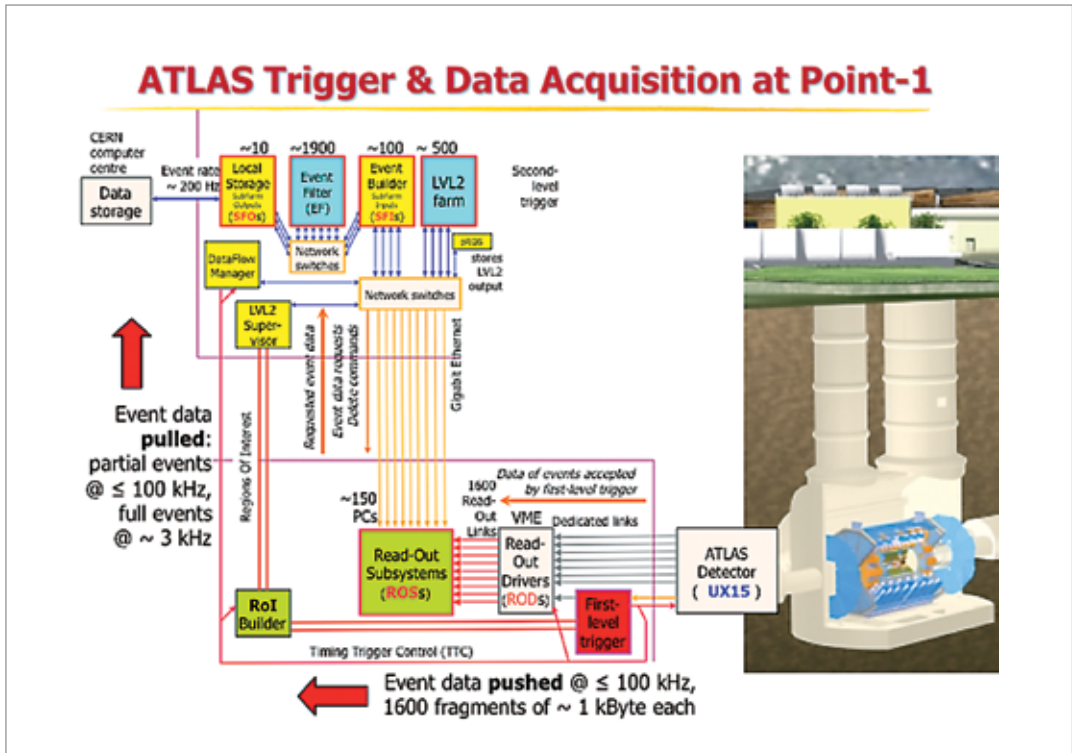 ATLAS Trigger & Data Acquisition at Point-1
CERN
computer
centre
Data
storage
Event rate
~ 200 Hz
~10
Local
Storage
Subfarm
Outputs
(SFOs)
~1900
Event
Filter
(EF)
~100
Event
Builder
Subfarm
Inputs
(SFIs)
~ 500
LVL2
farm
Second-
level
trigger
pROS
stores
LVL2
output
Network
switches
DataFlow
Manager
Network switches
LVL2
Super-
visor
Event data
pulled:
partial events
@ ≤ 100 kHz,
full events
@ ~ 3 kHz
Regions Of Interest
Requested event data
Event data requests
Delete commands
Gigabit Ethernet
Data of events accepted
by first-level trigger
~150
PCs
1600
Read-
Out
Links
VME
Dedicated links
Read-Out
Subsystems
(ROSs)
Read-
Out
Drivers
(RODs)
ATLAS
Detector
( UX15 )
First-
level
trigger
RoI
Builder
Timing Trigger Control (TTC)
Event data pushed @ ≤ 100 kHz,
1600 fragments of ~ 1 kByte each